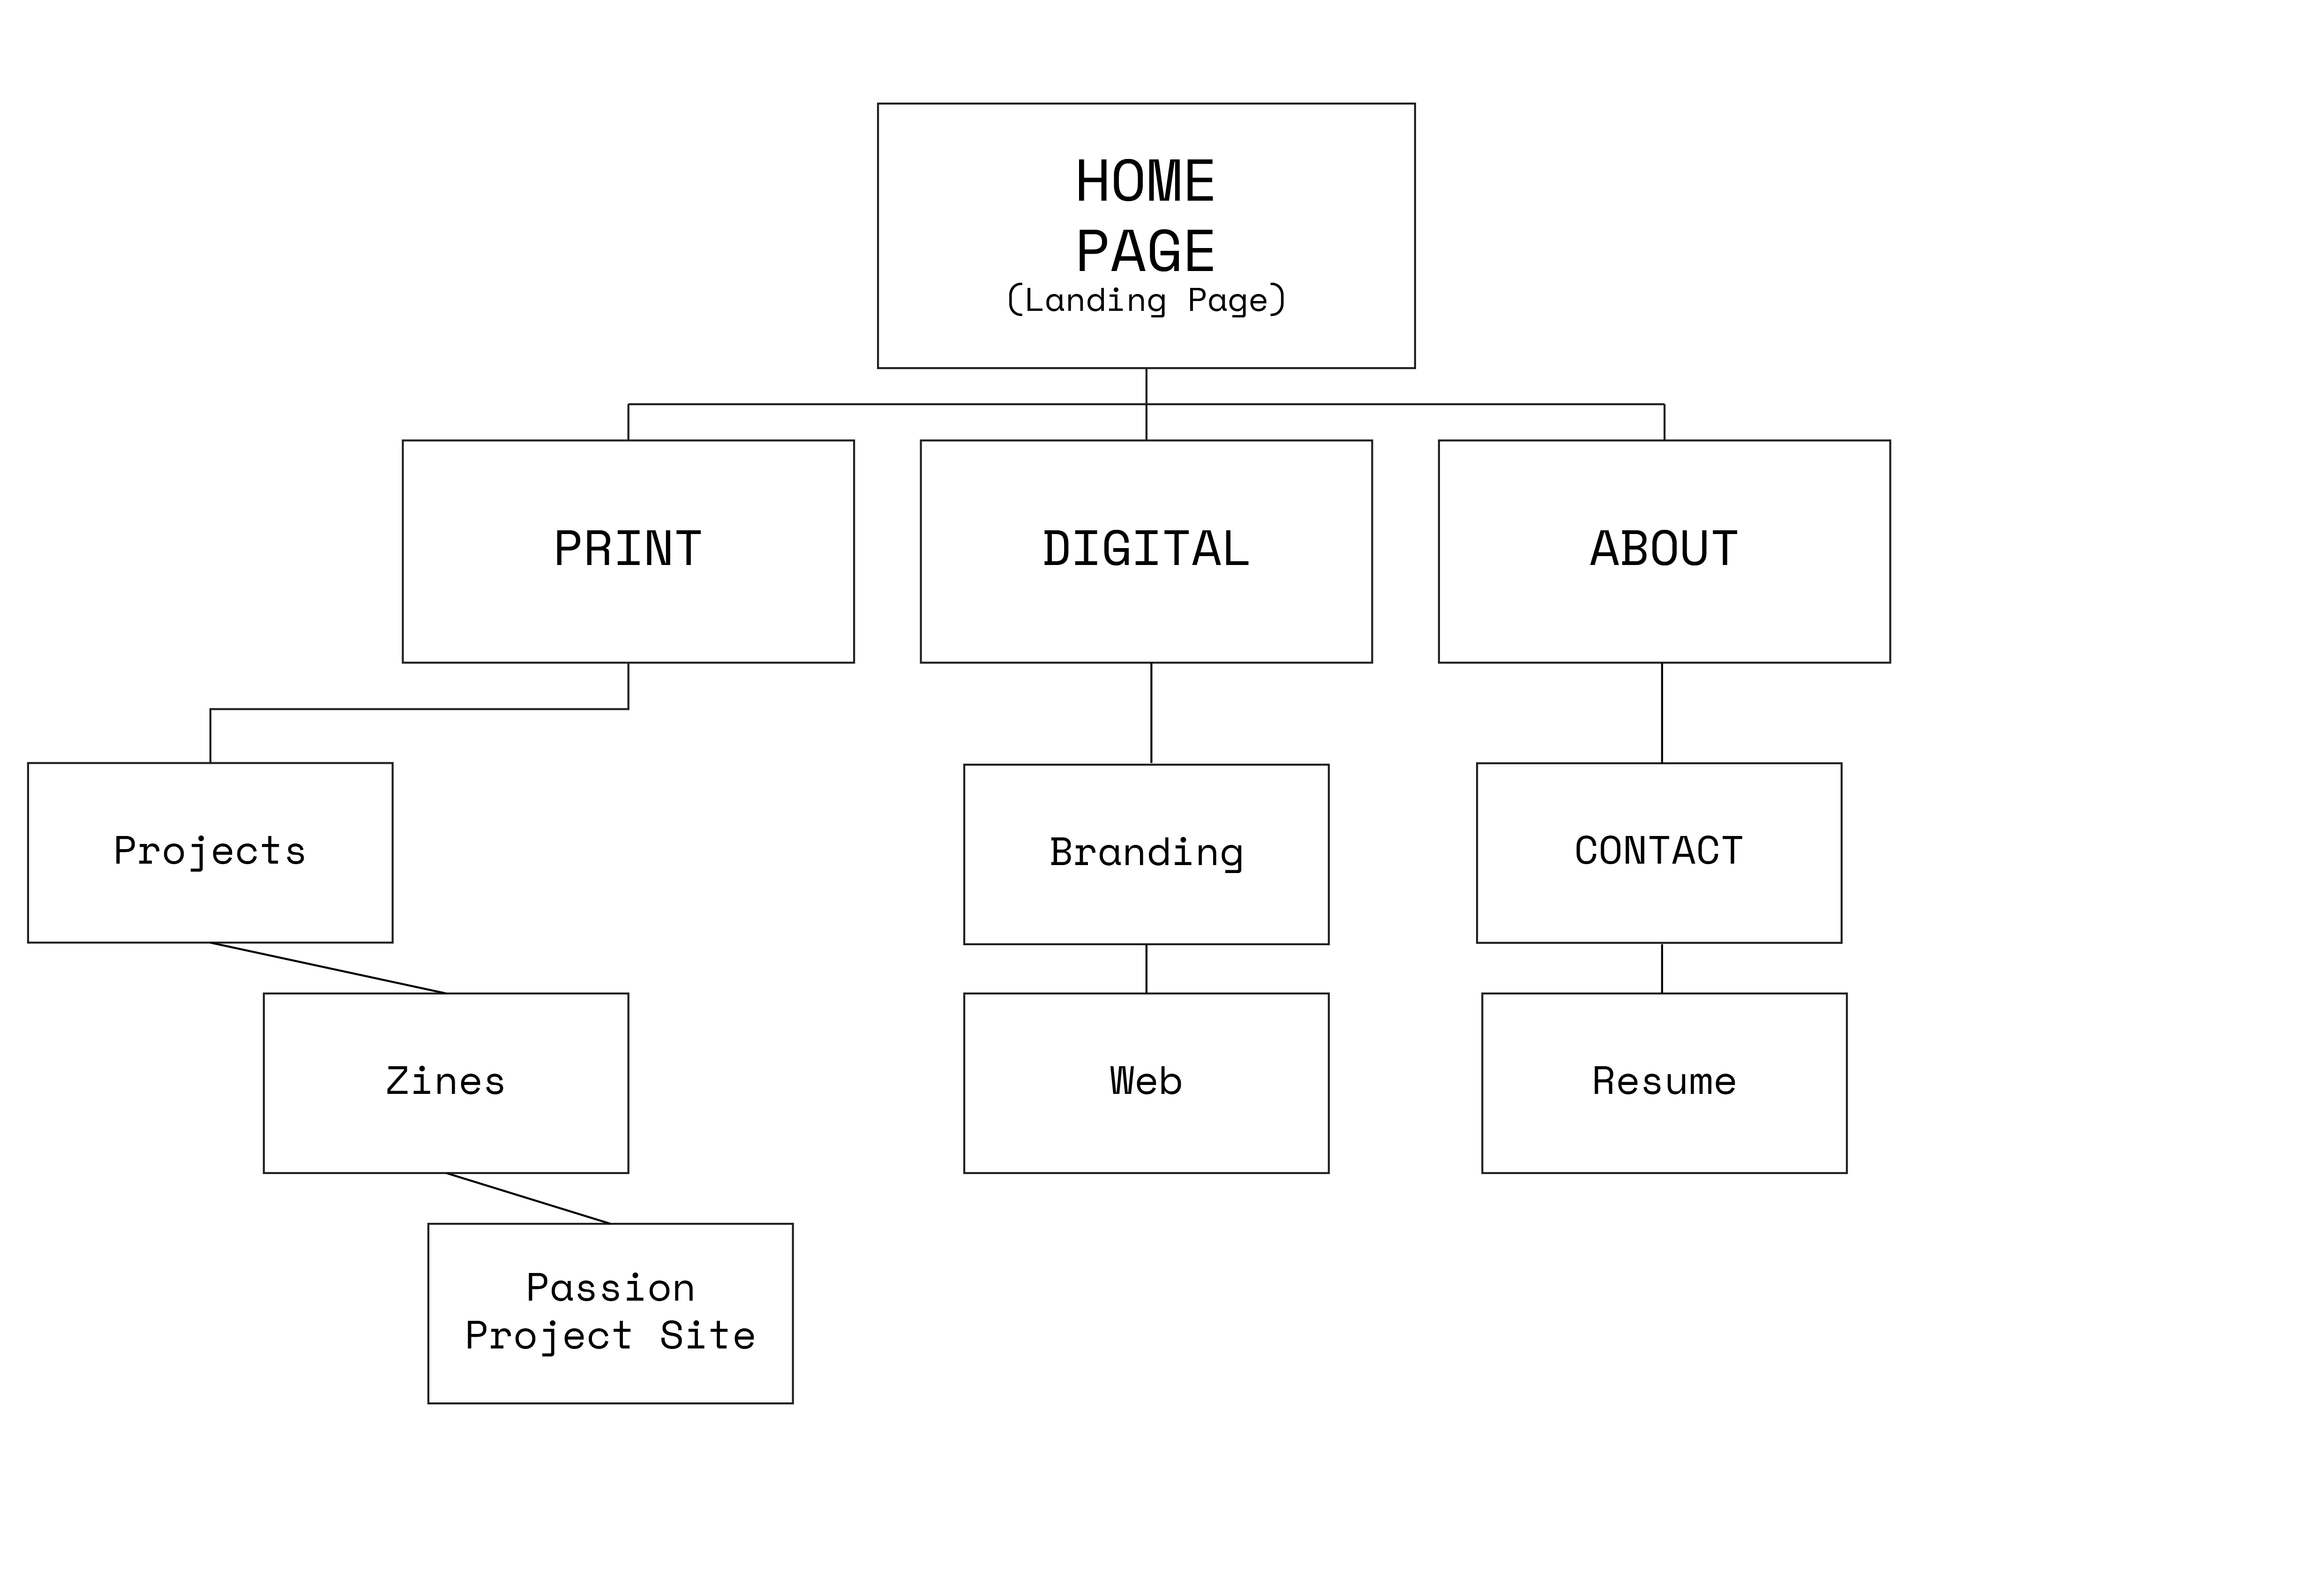 HOME
PAGE
(Landing Page)
PRINT
DIGITAL
ABOUT
Projects
Branding
CONTACT
Zines
Web
Resume
Passion
Project Site